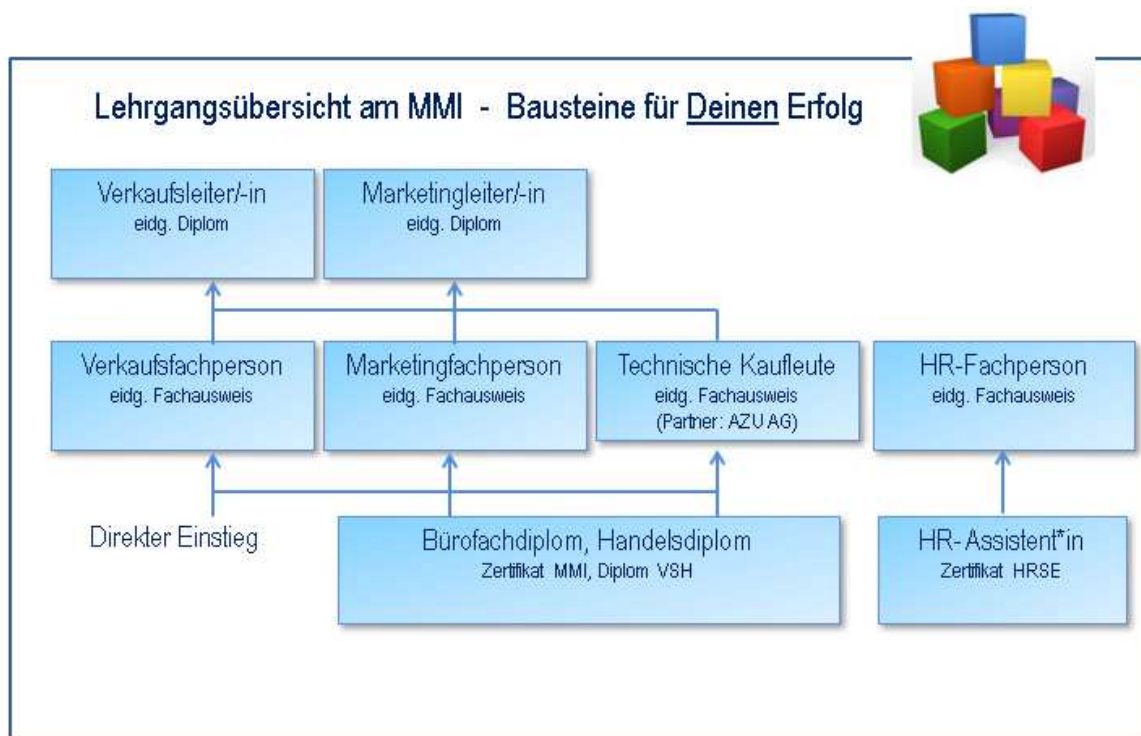 Lehrgangsübersicht am MMI - Bausteine für Deinen Erfolg
Verkaufsleiter/-in
eidg. Diplom
Marketingleiter/-in
eidg. Diplom
Verkaufsfachperson
eidg. Fachausweis
Marketingfachperson
eidg. Fachausweis
Technische Kaufleute
eidg. Fachausweis
(Partner: AZU AG)
HR-Fachperson
eidg. Fachausweis
Direkter Einstieg
Bürofachdiplom, Handelsdiplom
Zertifikat MMI, Diplom VSH
HR-Assistent*in
Zertifikat HRSE